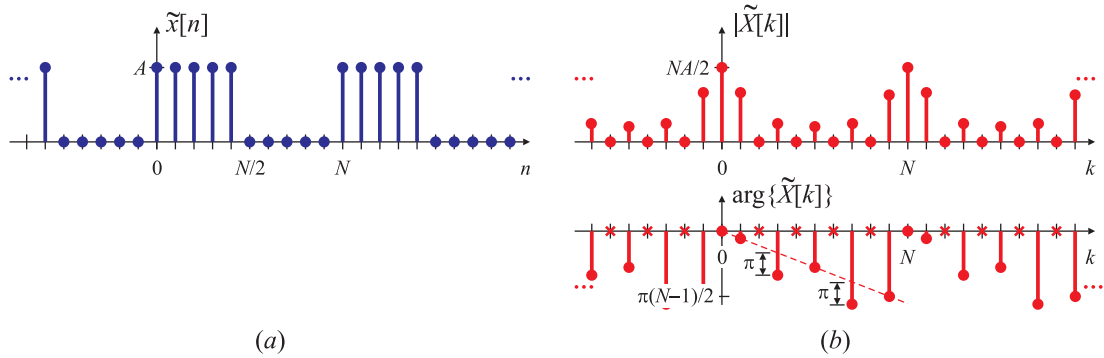 x̃[n]
A
...
...
0
N/2
N
n
(a)
|X̃[k]|
NA/2
...
...
0
N
k
arg{X̃[k]}
0
N
k
π
π
π(N−1)/2
...
...
(b)